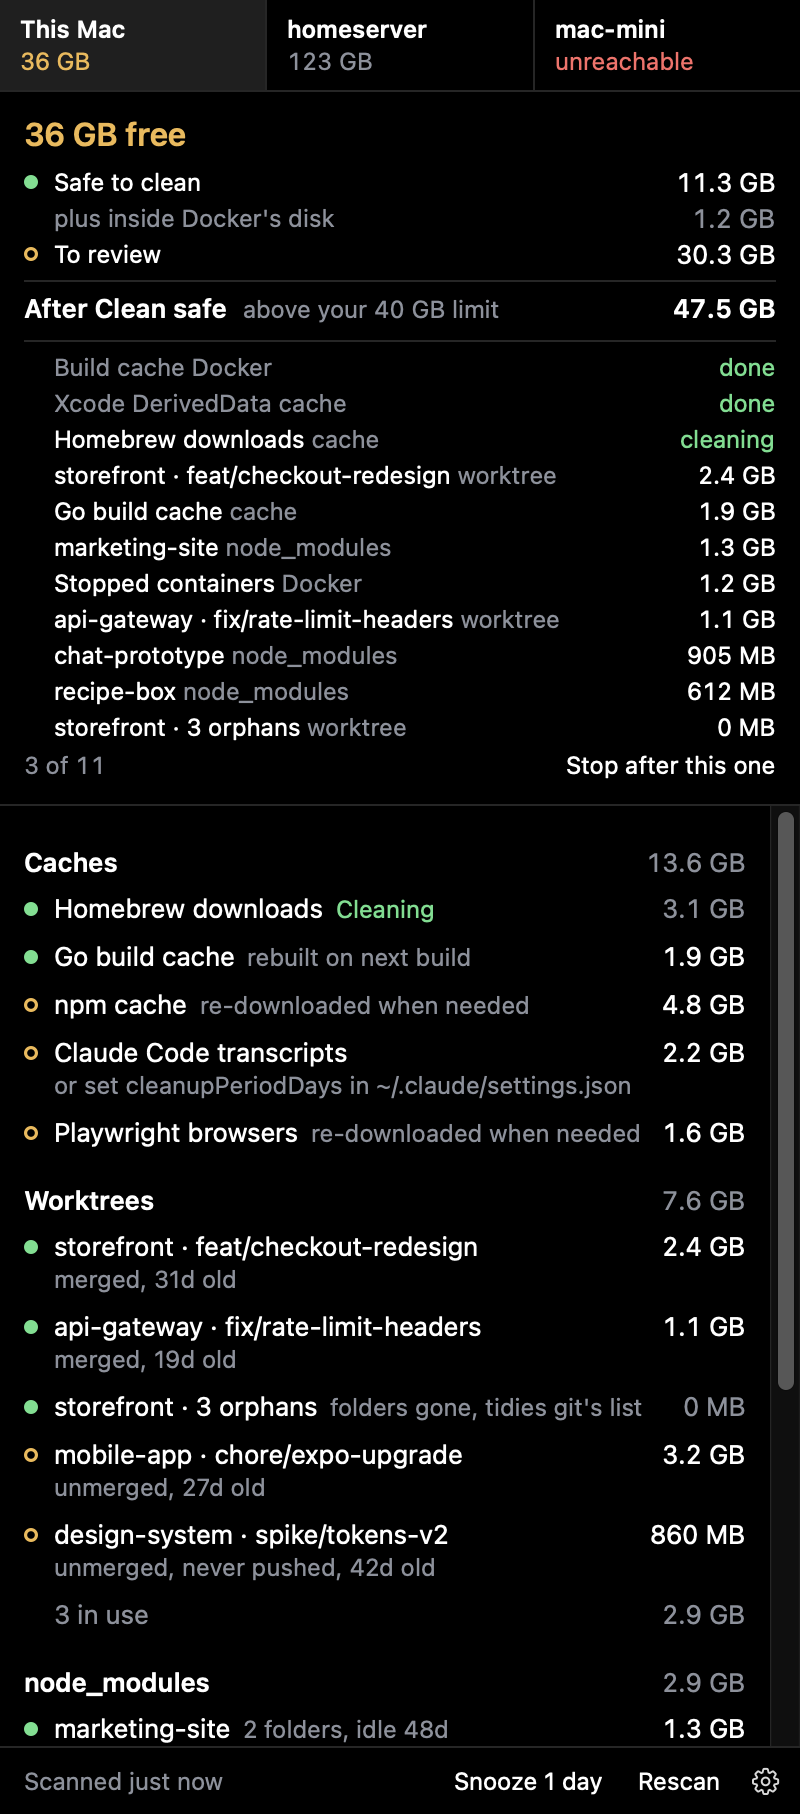 This Mac
36 GB
homeserver
123 GB
mac-mini
unreachable
36 GB free
Safe to clean 11.3 GB
plus inside Docker's disk 1.2 GB
To review 30.3 GB
After Clean safe above your 40 GB limit 47.5 GB
Build cache Docker done
Xcode DerivedData cache done
Homebrew downloads cache cleaning
storefront · feat/checkout-redesign worktree 2.4 GB
Go build cache cache 1.9 GB
marketing-site node_modules 1.3 GB
Stopped containers Docker 1.2 GB
api-gateway · fix/rate-limit-headers worktree 1.1 GB
chat-prototype node_modules 905 MB
recipe-box node_modules 612 MB
storefront · 3 orphans worktree 0 MB
3 of 11 Stop after this one
Caches 13.6 GB
Homebrew downloads Cleaning 3.1 GB
Go build cache rebuilt on next build 1.9 GB
npm cache re-downloaded when needed 4.8 GB
Claude Code transcripts 2.2 GB
or set cleanupPeriodDays in ~/.claude/settings.json
Playwright browsers re-downloaded when needed 1.6 GB
Worktrees 7.6 GB
storefront · feat/checkout-redesign 2.4 GB
merged, 31d old
api-gateway · fix/rate-limit-headers 1.1 GB
merged, 19d old
storefront · 3 orphans folders gone, tidies git's list 0 MB
mobile-app · chore/expo-upgrade 3.2 GB
unmerged, 27d old
design-system · spike/tokens-v2 860 MB
unmerged, never pushed, 42d old
3 in use 2.9 GB
node_modules 2.9 GB
marketing-site 2 folders, idle 48d 1.3 GB
Scanned just now Snooze 1 day Rescan